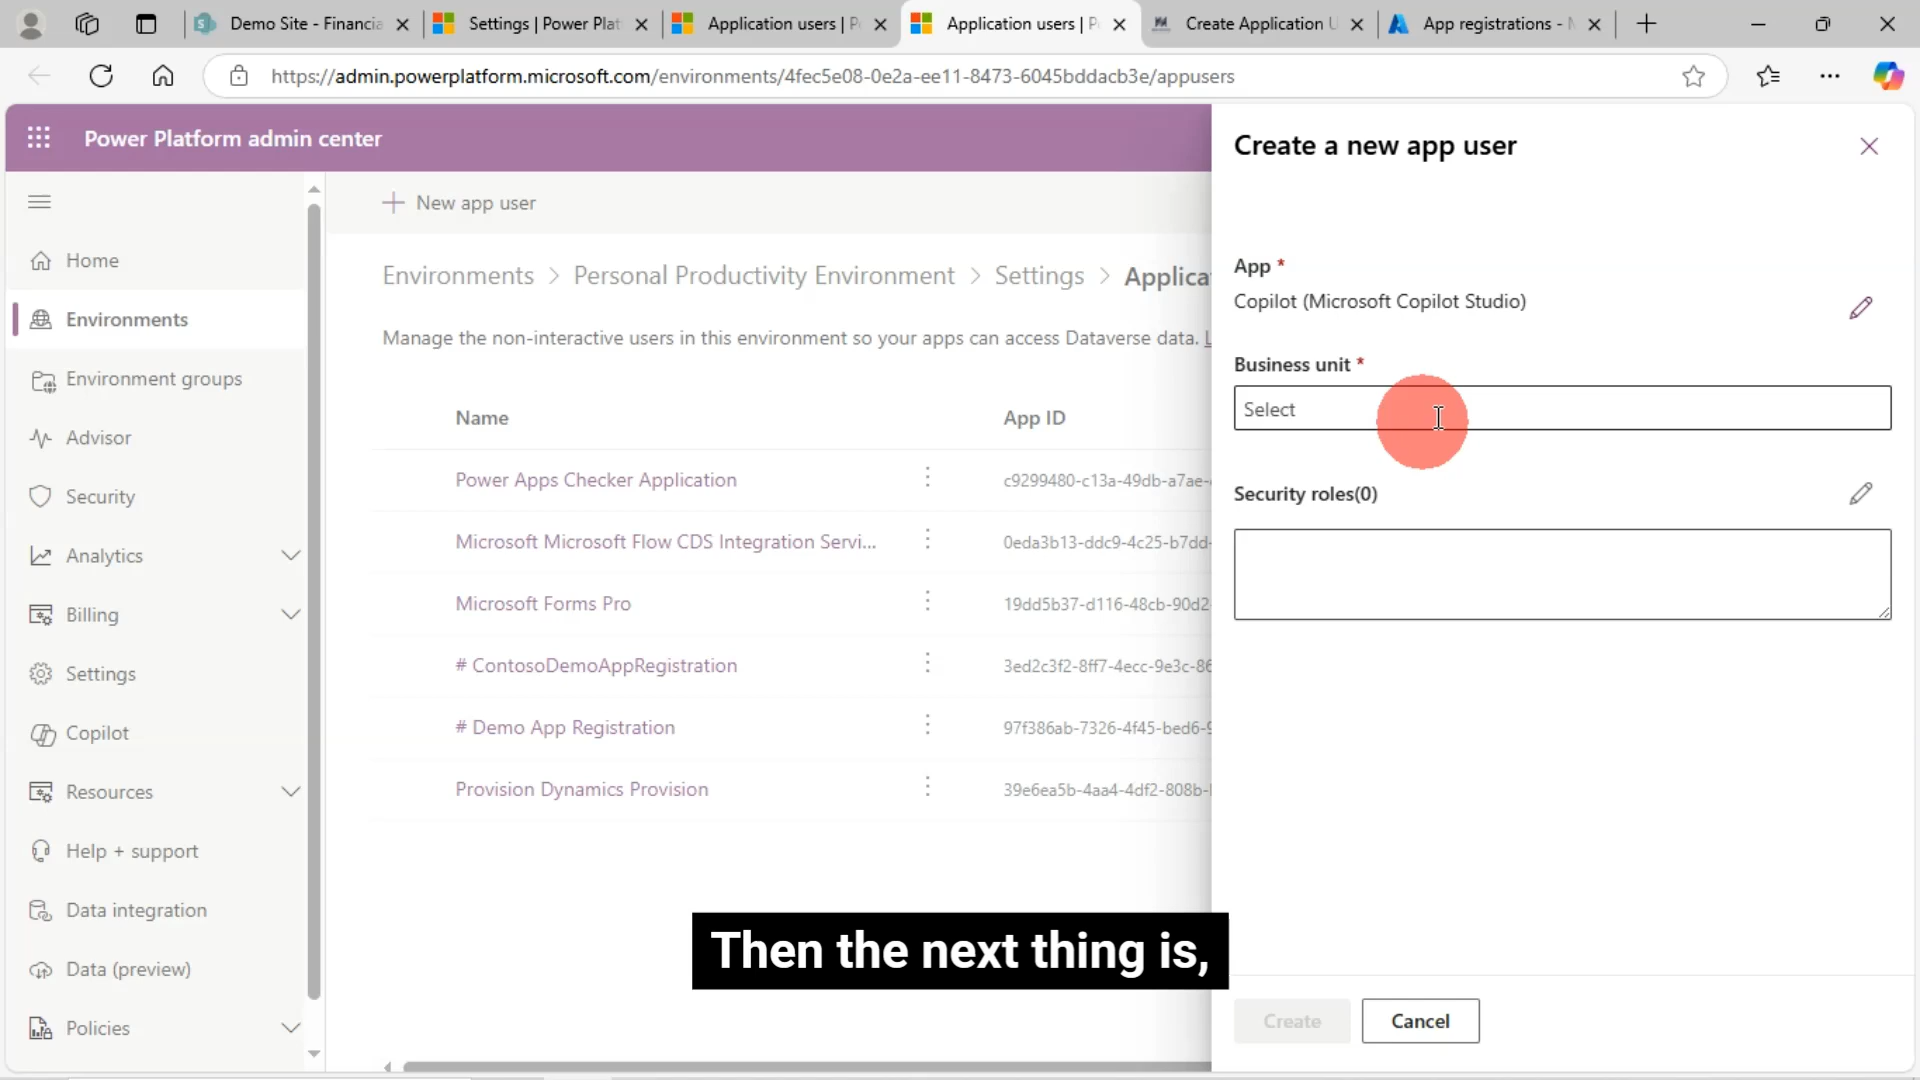 Demo Site - Financia
Settings | Power Plat
Application users | P
Application users | P
Create Application U
App registrations - M
https://admin.powerplatform.microsoft.com/environments/4fec5e08-0e2a-ee11-8473-6045bddacb3e/appusers
Power Platform admin center
Home
Environments
Environment groups
Advisor
Security
Analytics
Billing
Settings
Copilot
Resources
Help + support
Data integration
Data (preview)
Policies
New app user
Environments > Personal Productivity Environment > Settings > Applica
Manage the non-interactive users in this environment so your apps can access Dataverse data. L
Name App ID
Power Apps Checker Application c9299480-c13a-49db-a7ae-
Microsoft Microsoft Flow CDS Integration Servi... 0eda3b13-ddc9-4c25-b7dd-
Microsoft Forms Pro 19dd5b37-d116-48cb-90d2
# ContosoDemoAppRegistration 3ed2c3f2-8ff7-4ecc-9e3c-86
# Demo App Registration 97f386ab-7326-4f45-bed6-9
Provision Dynamics Provision 39e6ea5b-4aa4-4df2-808b-
Create a new app user
App *
Copilot (Microsoft Copilot Studio)
Business unit *
Select
Security roles(0)
Create
Cancel
Then the next thing is,